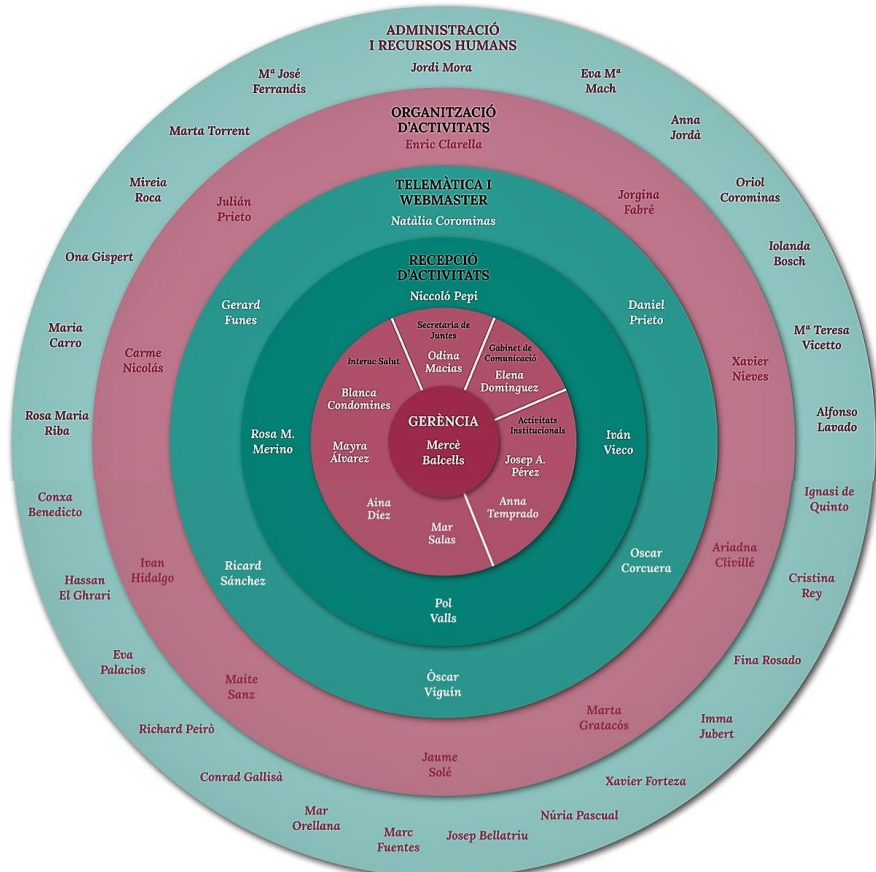 ADMINISTRACIÓ
I RECURSOS HUMANS
Jordi Mora
Eva Mª
Mach
Anna
Jordà
Oriol
Corominas
Iolanda
Bosch
Mª Teresa
Vicetto
Alfonso
Lavado
Ignasi de
Quinto
Cristina
Rey
Fina Rosado
Imma
Jubert
Xavier Forteza
Núria Pascual
Josep Bellatriu
Marc
Fuentes
Mar
Orellana
Conrad Gallisà
Richard Peirò
Eva
Palacios
Hassan
El Ghrari
Conxa
Benedicto
Rosa Maria
Riba
Maria
Carro
Ona Gispert
Mireia
Roca
Marta Torrent
Mª José
Ferrandis
ORGANITZACIÓ
D'ACTIVITATS
Enric Clarella
Jorgina
Fabré
Xavier
Nieves
Ariadna
Clivillé
Marta
Gratacós
Jaume
Solé
Maite
Sanz
Ivan
Hidalgo
Carme
Nicolás
Julián
Prieto
TELEMÀTICA I
WEBMASTER
Natàlia Corominas
Daniel
Prieto
Oscar
Corcuera
Òscar
Viguín
Ricard
Sánchez
Gerard
Funes
RECEPCIÓ
D'ACTIVITATS
Niccoló Pepi
Iván
Vieco
Pol
Valls
Rosa M.
Merino
Secretaria de
Juntes
Odina
Macias
Gabinet de
Comunicació
Elena
Domínguez
Activitats
Institucionals
Josep A.
Pérez
Anna
Temprado
Interac Salut
Blanca
Condomines
Mayra
Álvarez
Aina
Díez
Mar
Salas
GERÈNCIA
Mercè
Balcells